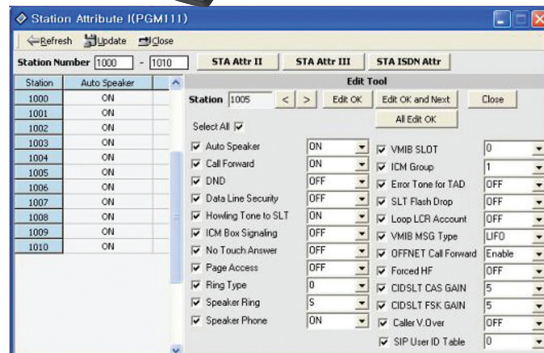 Station Attribute I(PGM111)
Refresh Update Close
Station Number 1000 - 1010 STA Attr II STA Attr III STA ISDN Attr
Station Auto Speaker
1000 ON
1001 ON
1002 ON
1003 ON
1004 ON
1005 ON
1006 ON
1007 ON
1008 ON
1009 ON
1010 ON
Edit Tool
Station 1005 < > Edit OK Edit OK and Next Close
Select All All Edit OK
Auto Speaker ON
Call Forward ON
DND OFF
Data Line Security OFF
Howling Tone to SLT ON
ICM Box Signaling OFF
No Touch Answer OFF
Page Access OFF
Ring Type 0
Speaker Ring S
Speaker Phone ON
VMIB SLOT 0
ICM Group 1
Error Tone for TAD OFF
SLT Flash Drop OFF
Loop LCR Account OFF
VMIB MSG Type LIFO
OFFNET Call Forward Enable
Forced HF OFF
CIDSLT CAS GAIN 5
CIDSLT FSK GAIN 5
Caller V.Over OFF
SIP User ID Table 0